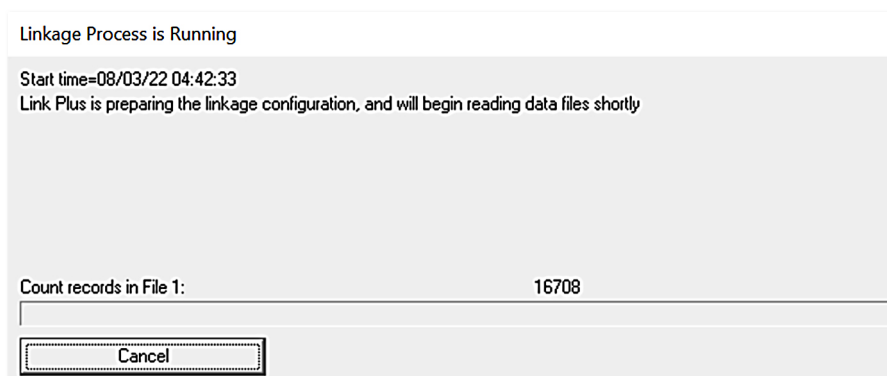 Linkage Process is Running
Start time=08/03/22 04:42:33
Link Plus is preparing the linkage configuration, and will begin reading data files shortly
Count records in File 1: 16708
Cancel